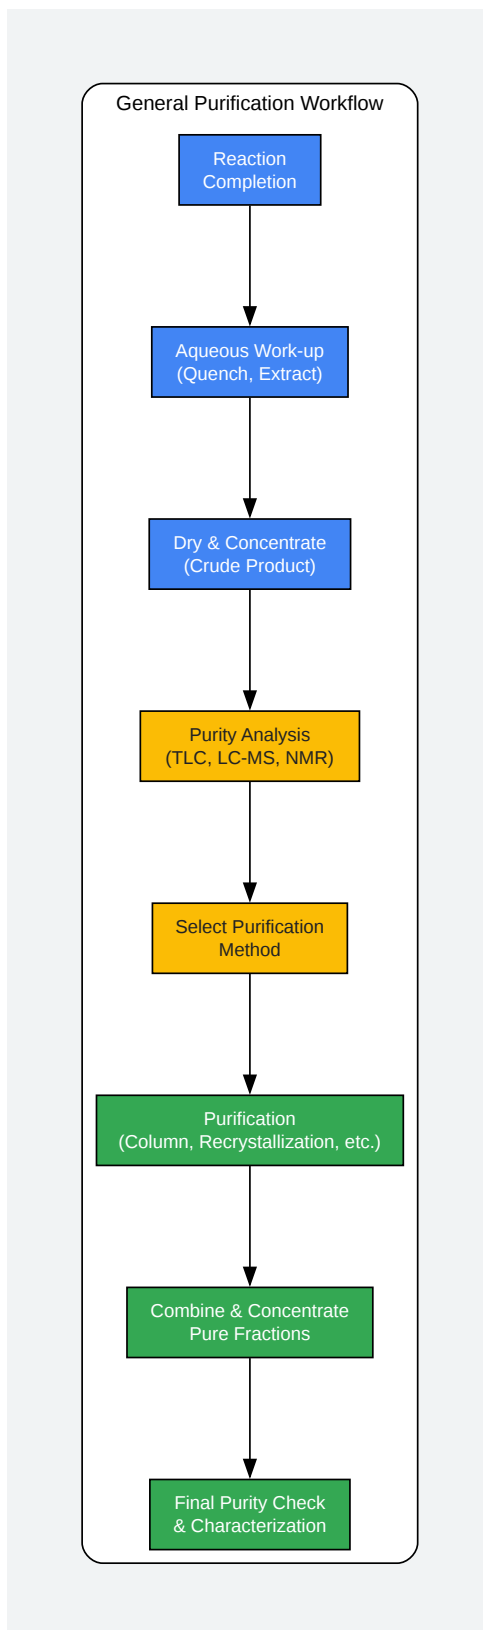 General Purification Workflow
Reaction
Completion
Aqueous Work-up
(Quench, Extract)
Dry & Concentrate
(Crude Product)
Purity Analysis
(TLC, LC-MS, NMR)
Select Purification
Method
Purification
(Column, Recrystallization, etc.)
Combine & Concentrate
Pure Fractions
Final Purity Check
& Characterization